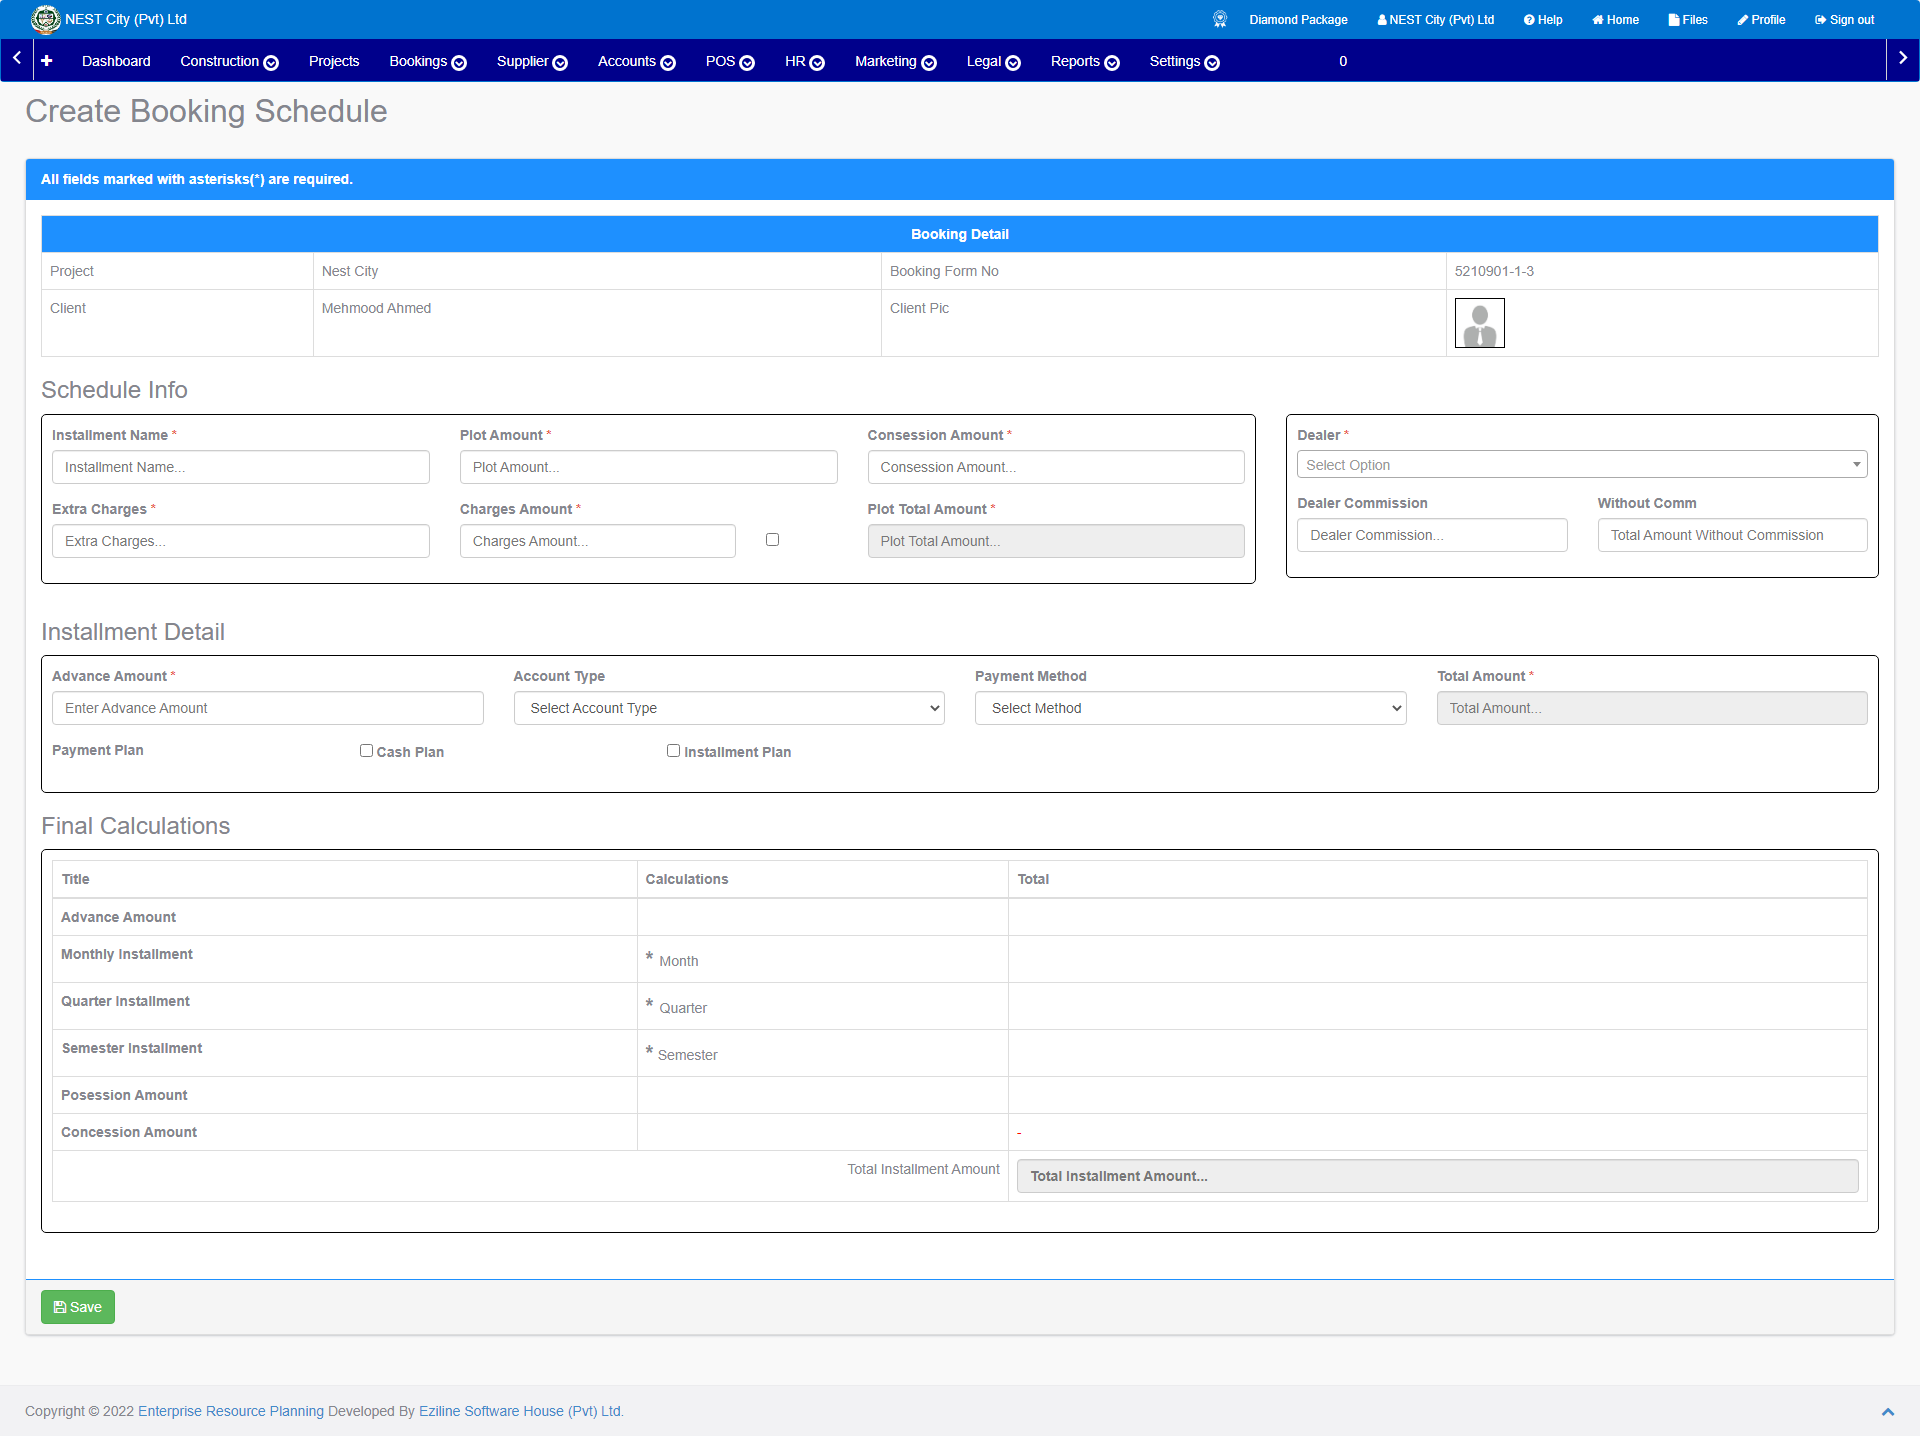 NEST City (Pvt) Ltd Diamond Package NEST City (Pvt) Ltd Help Home Files Profile Sign out
Dashboard Construction Projects Bookings Supplier Accounts POS HR Marketing Legal Reports Settings 0
Create Booking Schedule
All fields marked with asterisks(*) are required.
Booking Detail
Project Nest City Booking Form No 5210901-1-3
Client Mehmood Ahmed Client Pic
Schedule Info
Installment Name * Plot Amount * Consession Amount * Dealer *
Installment Name... Plot Amount... Consession Amount... Select Option
Extra Charges * Charges Amount * Plot Total Amount * Dealer Commission Without Comm
Extra Charges... Charges Amount... Plot Total Amount... Dealer Commission... Total Amount Without Commission
Installment Detail
Advance Amount * Account Type Payment Method Total Amount *
Enter Advance Amount Select Account Type Select Method Total Amount...
Payment Plan Cash Plan Installment Plan
Final Calculations
Title Calculations Total
Advance Amount
Monthly Installment * Month
Quarter Installment * Quarter
Semester Installment * Semester
Posession Amount
Concession Amount -
Total Installment Amount Total Installment Amount...
Save
Copyright © 2022 Enterprise Resource Planning Developed By Eziline Software House (Pvt) Ltd.